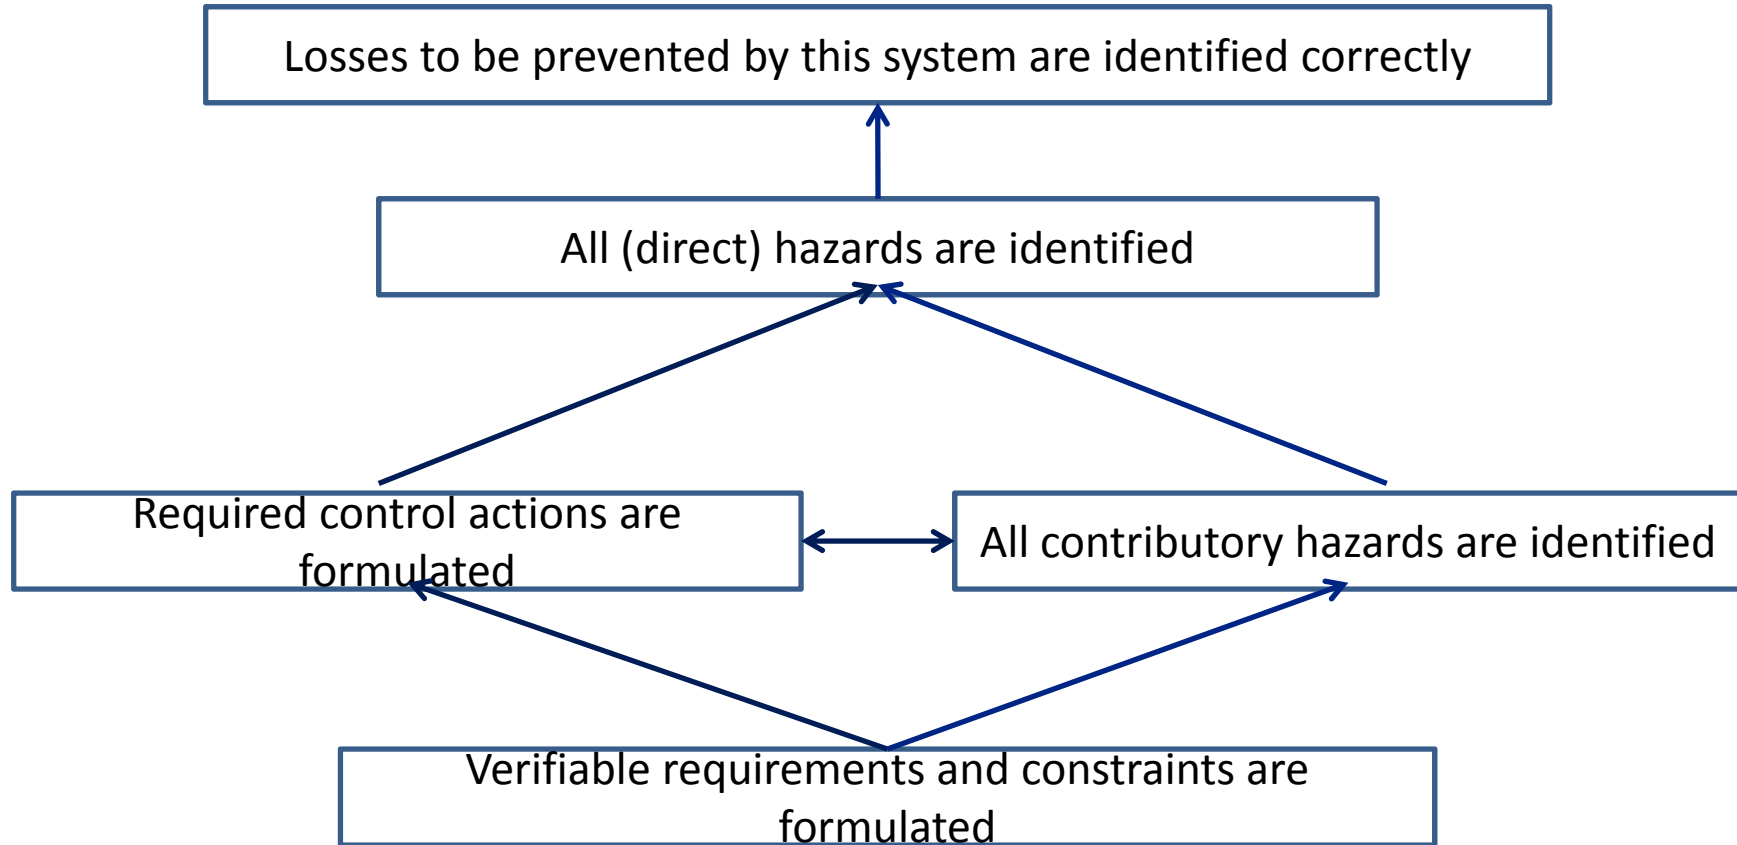 Losses to be prevented by this system are identified correctly
All (direct) hazards are identified
Required control actions are
formulated
All contributory hazards are identified
Verifiable requirements and constraints are
formulated